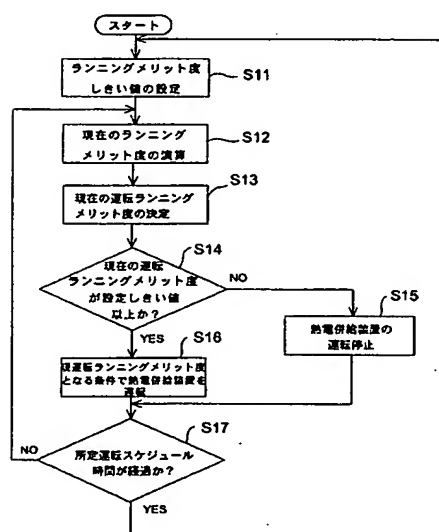 スタート
ランニングメリット度
しきい値の設定
S11
現在のランニング
メリット度の演算
S12
現在の運転ランニング
メリット度の決定
S13
現在の運転
ランニングメリット度
が設定しきい値
以上か？
S14
NO
YES
熱電併給装置の
運転停止
S15
現運転ランニングメリット度
となる条件で熱電併給装置を
運転
S16
所定運転スケジュール
時間が経過か？
S17
NO
YES